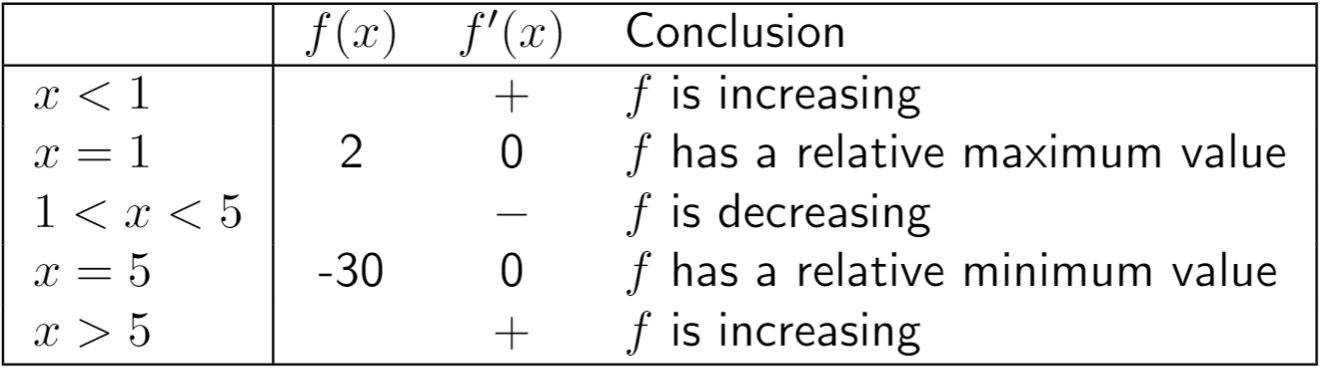 f(x) f′(x) Conclusion
x < 1 + f is increasing
x = 1 2 0 f has a relative maximum value
1 < x < 5 − f is decreasing
x = 5 -30 0 f has a relative minimum value
x > 5 + f is increasing